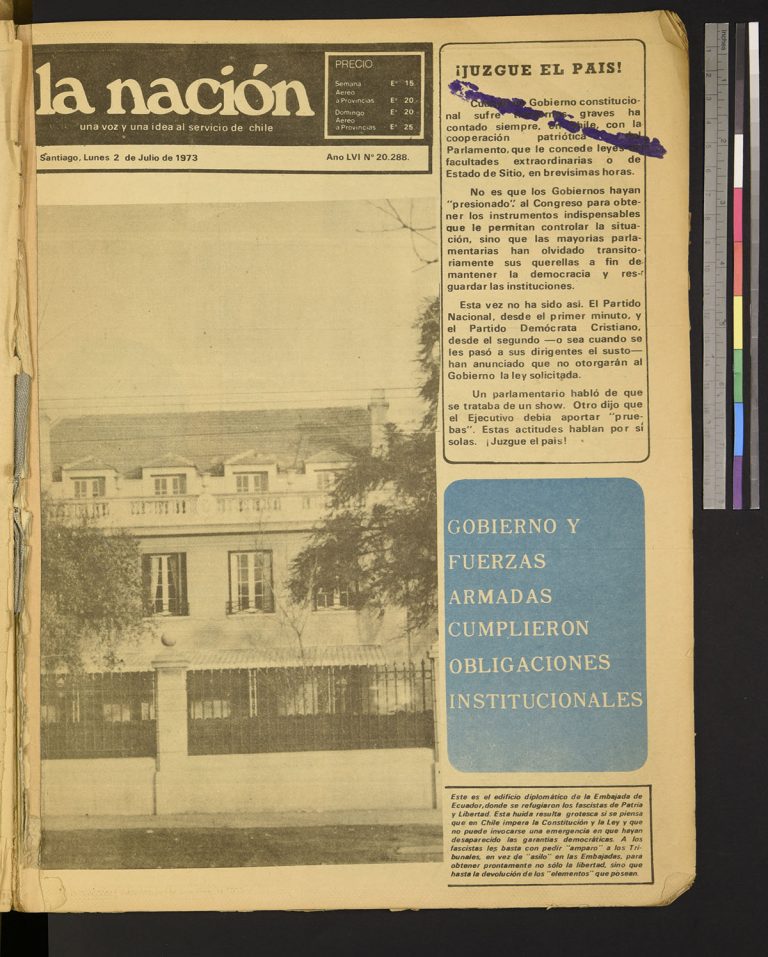 la nación
una voz y una idea al servicio de chile
PRECIO
Semana E° 15
Aereo
a Provincias E° 20.-
Domingo E° 20.-
Aereo
a Provincias E° 25.-
Santiago, Lunes 2 de Julio de 1973 Ano LVI N° 20.288.
¡JUZGUE EL PAIS!
Gobierno constitucio-
nal sufre graves ha
contado siempre, en Chile, con la
cooperación patriótica del
Parlamento, que le concede leyes
facultades extraordinarias o de
Estado de Sitio, en brevísimas horas.
No es que los Gobiernos hayan
"presionado" al Congreso para obte-
ner los instrumentos indispensables
que le permitan controlar la situa-
ción, sino que las mayorias parla-
mentarias han olvidado transito-
riamente sus querellas a fin de
mantener la democracia y res-
guardar las instituciones.
Esta vez no ha sido asi. El Partido
Nacional, desde el primer minuto, y
el Partido Demócrata Cristiano,
desde el segundo —o sea cuando se
les pasó a sus dirigentes el susto—
han anunciado que no otorgarán al
Gobierno la ley solicitada.
Un parlamentario habló de que
se trataba de un show. Otro dijo que
el Ejecutivo debia aportar "prue-
bas". Estas actitudes hablan por sí
solas. ¡Juzgue el pais!
GOBIERNO Y
FUERZAS
ARMADAS
CUMPLIERON
OBLIGACIONES
INSTITUCIONALES
Este es el edificio diplomático de la Embajada de
Ecuador, donde se refugiaron los fascistas de Patria
y Libertad. Esta huida resulta grotesca si se piensa
que en Chile impera la Constitución y la Ley y que
no puede invocarse una emergencia en que hayan
desaparecido las garantias democráticas. A los
fascistas les basta con pedir "amparo" a los Tri-
bunales, en vez de "asilo" en las Embajadas, para
obtener prontamente no sólo la libertad, sino que
hasta la devolución de los "elementos" que posean.